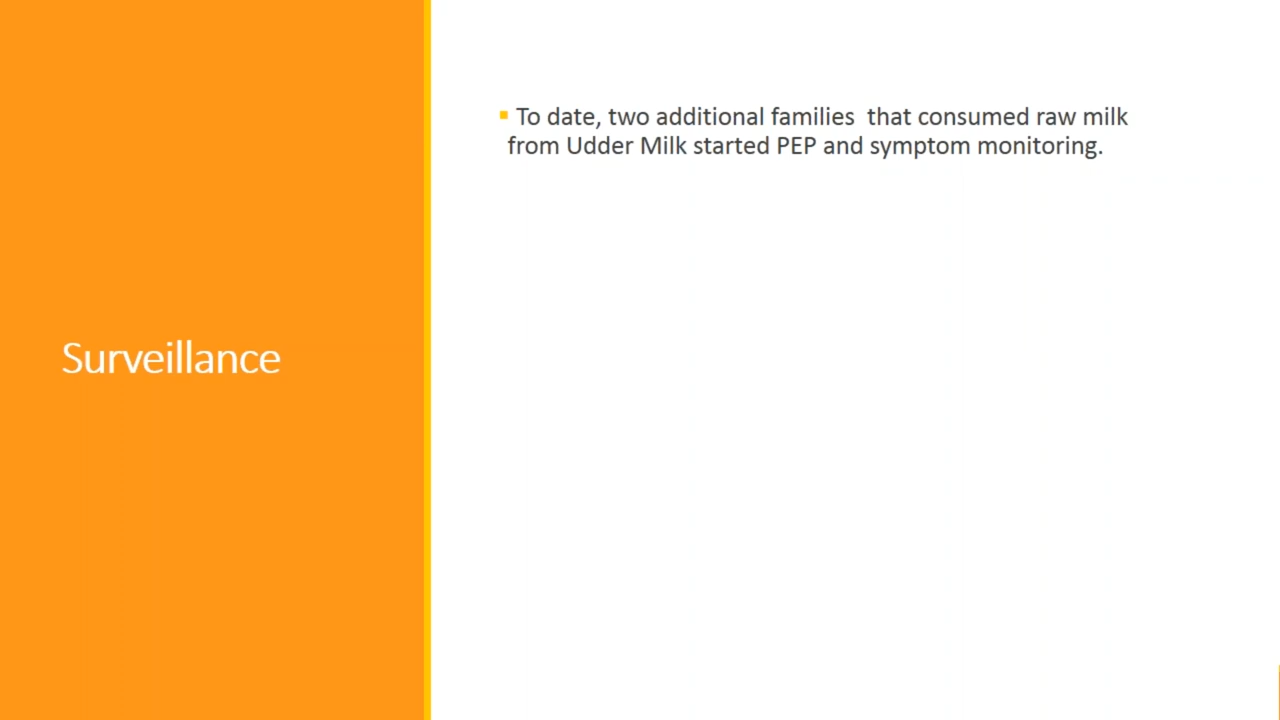 Surveillance
▪ To date, two additional families  that consumed raw milk
from Udder Milk started PEP and symptom monitoring.